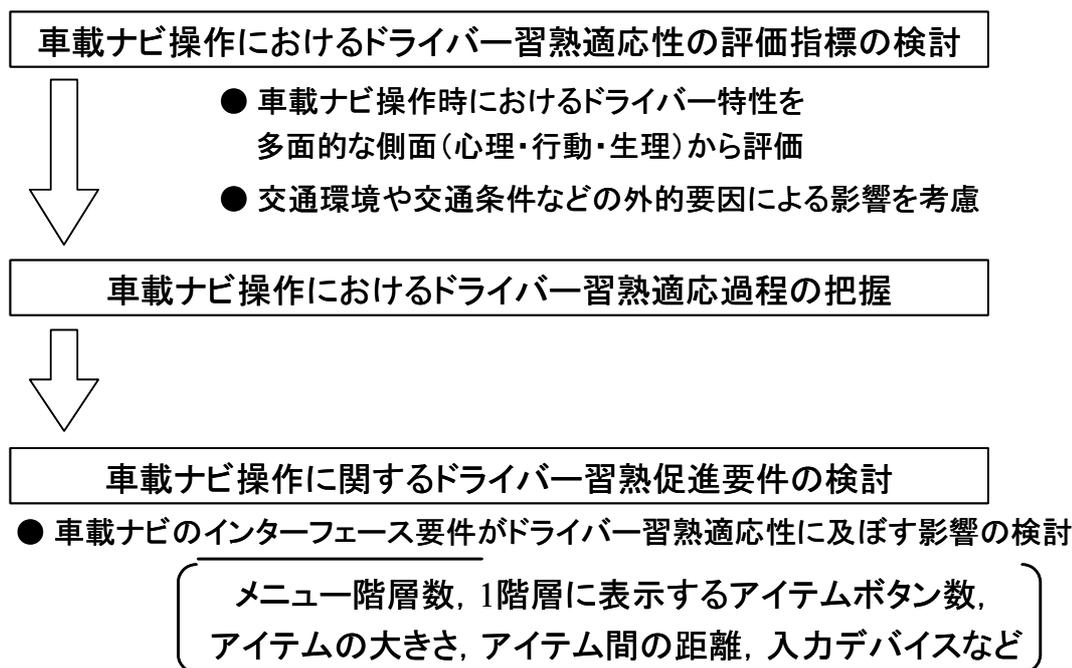 車載ナビ操作におけるドライバー習熟適応性の評価指標の検討
● 車載ナビ操作時におけるドライバー特性を
多面的な側面(心理・行動・生理)から評価
● 交通環境や交通条件などの外的要因による影響を考慮
車載ナビ操作におけるドライバー習熟適応過程の把握
車載ナビ操作に関するドライバー習熟促進要件の検討
● 車載ナビのインターフェース要件がドライバー習熟適応性に及ぼす影響の検討
メニュー階層数, 1階層に表示するアイテムボタン数,
アイテムの大きさ, アイテム間の距離, 入力デバイスなど